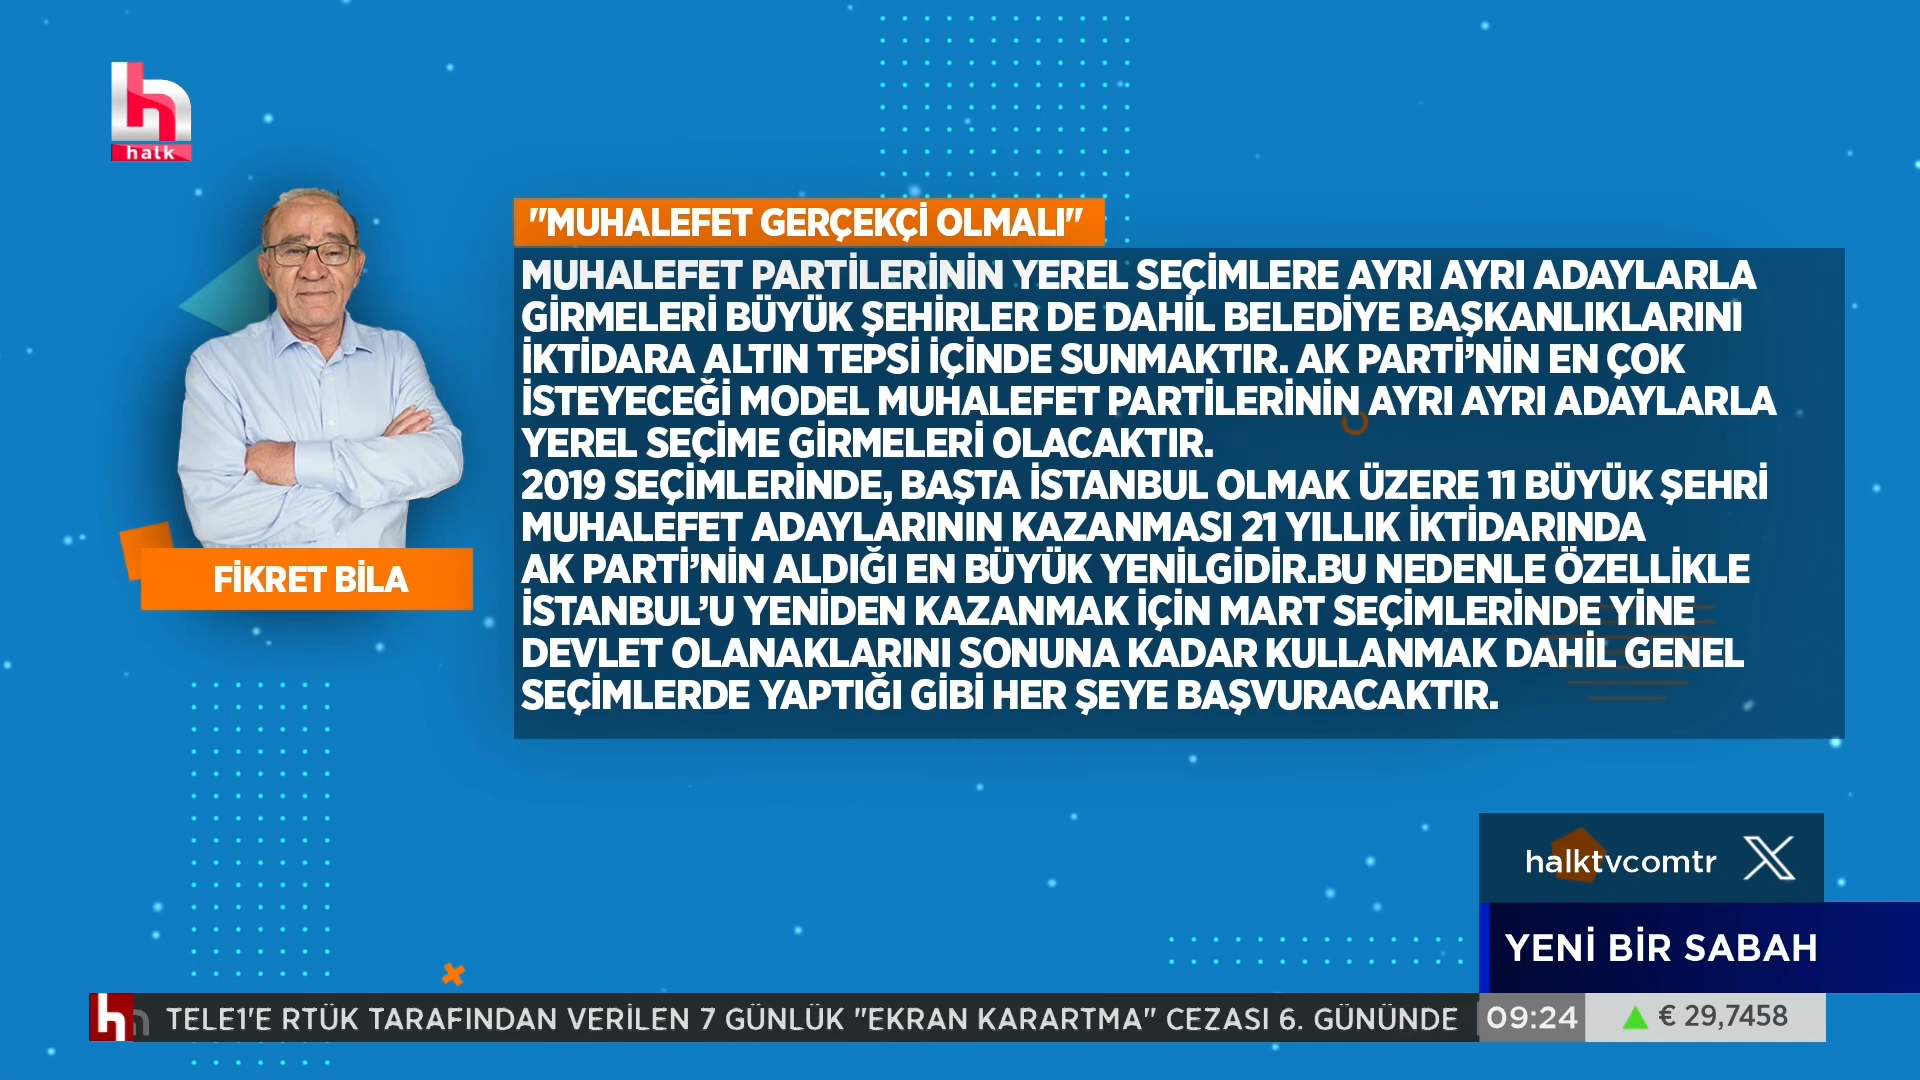 halk
"MUHALEFET GERÇEKÇİ OLMALI"
MUHALEFET PARTİLERİNİN YEREL SEÇİMLERE AYRI AYRI ADAYLARLA
GİRMELERİ BÜYÜK ŞEHİRLER DE DAHİL BELEDİYE BAŞKANLIKLARINI
İKTİDARA ALTIN TEPSİ İÇİNDE SUNMAKTIR. AK PARTİ’NİN EN ÇOK
İSTEYECEĞİ MODEL MUHALEFET PARTİLERİNİN AYRI AYRI ADAYLARLA
YEREL SEÇİME GİRMELERİ OLACAKTIR.
2019 SEÇİMLERİNDE, BAŞTA İSTANBUL OLMAK ÜZERE 11 BÜYÜK ŞEHRİ
MUHALEFET ADAYLARININ KAZANMASI 21 YILLIK İKTİDARINDA
AK PARTİ’NİN ALDIĞI EN BÜYÜK YENİLGİDİR.BU NEDENLE ÖZELLİKLE
İSTANBUL’U YENİDEN KAZANMAK İÇİN MART SEÇİMLERİNDE YİNE
DEVLET OLANAKLARINI SONUNA KADAR KULLANMAK DAHİL GENEL
SEÇİMLERDE YAPTIĞI GİBİ HER ŞEYE BAŞVURACAKTIR.
FİKRET BİLA
halktvcomtr
YENİ BİR SABAH
TELE1'E RTÜK TARAFINDAN VERİLEN 7 GÜNLÜK "EKRAN KARARTMA" CEZASI 6. GÜNÜNDE
09:24
€ 29,7458